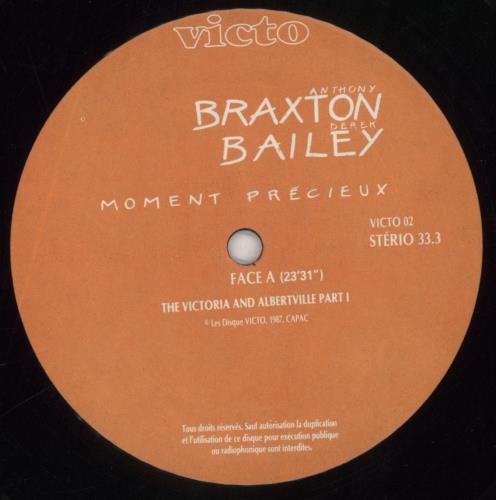 victo
ANTHONY
BRAXTON
DEREK
BAILEY
MOMENT PRÉCIEUX
VICTO 02
STÉRIO 33.3
FACE A (23'31")
THE VICTORIA AND ALBERTVILLE PART I
© Les Disque VICTO, 1987, CAPAC
Tous droits réservés. Sauf autorisation la duplication
et l'utilisation de ce disque pour exécution publique
ou radiophonique sont interdites.